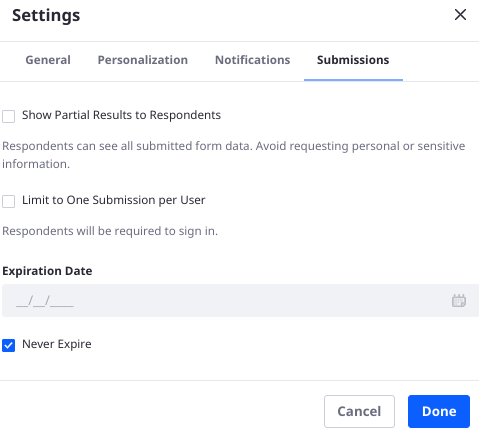 Settings
General Personalization Notifications Submissions
Show Partial Results to Respondents
Respondents can see all submitted form data. Avoid requesting personal or sensitive
information.
Limit to One Submission per User
Respondents will be required to sign in.
Expiration Date
__/__/____
Never Expire
Cancel Done